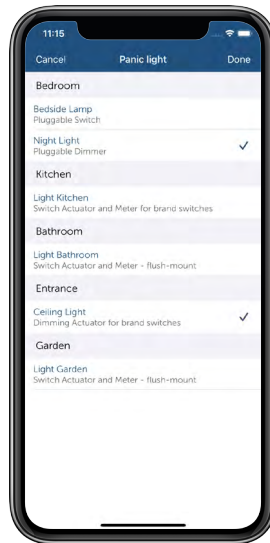 11:15
Cancel Panic light Done
Bedroom
Bedside Lamp
Pluggable Switch
Night Light
Pluggable Dimmer
Kitchen
Light Kitchen
Switch Actuator and Meter for brand switches
Bathroom
Light Bathroom
Switch Actuator and Meter - flush-mount
Entrance
Ceiling Light
Dimming Actuator for brand switches
Garden
Light Garden
Switch Actuator and Meter - flush-mount